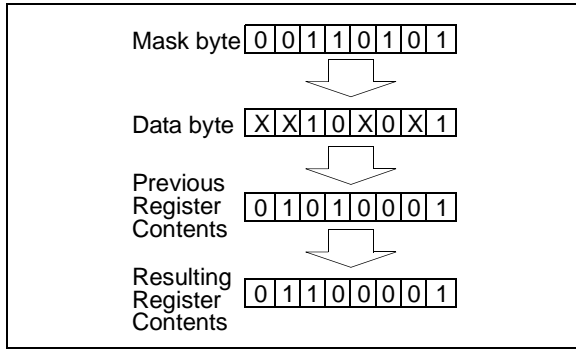 Mask byte 0 0 1 1 0 1 0 1
Data byte X X 1 0 X 0 X 1
Previous
Register 0 1 0 1 0 0 0 1
Contents
Resulting
Register 0 1 1 0 0 0 0 1
Contents